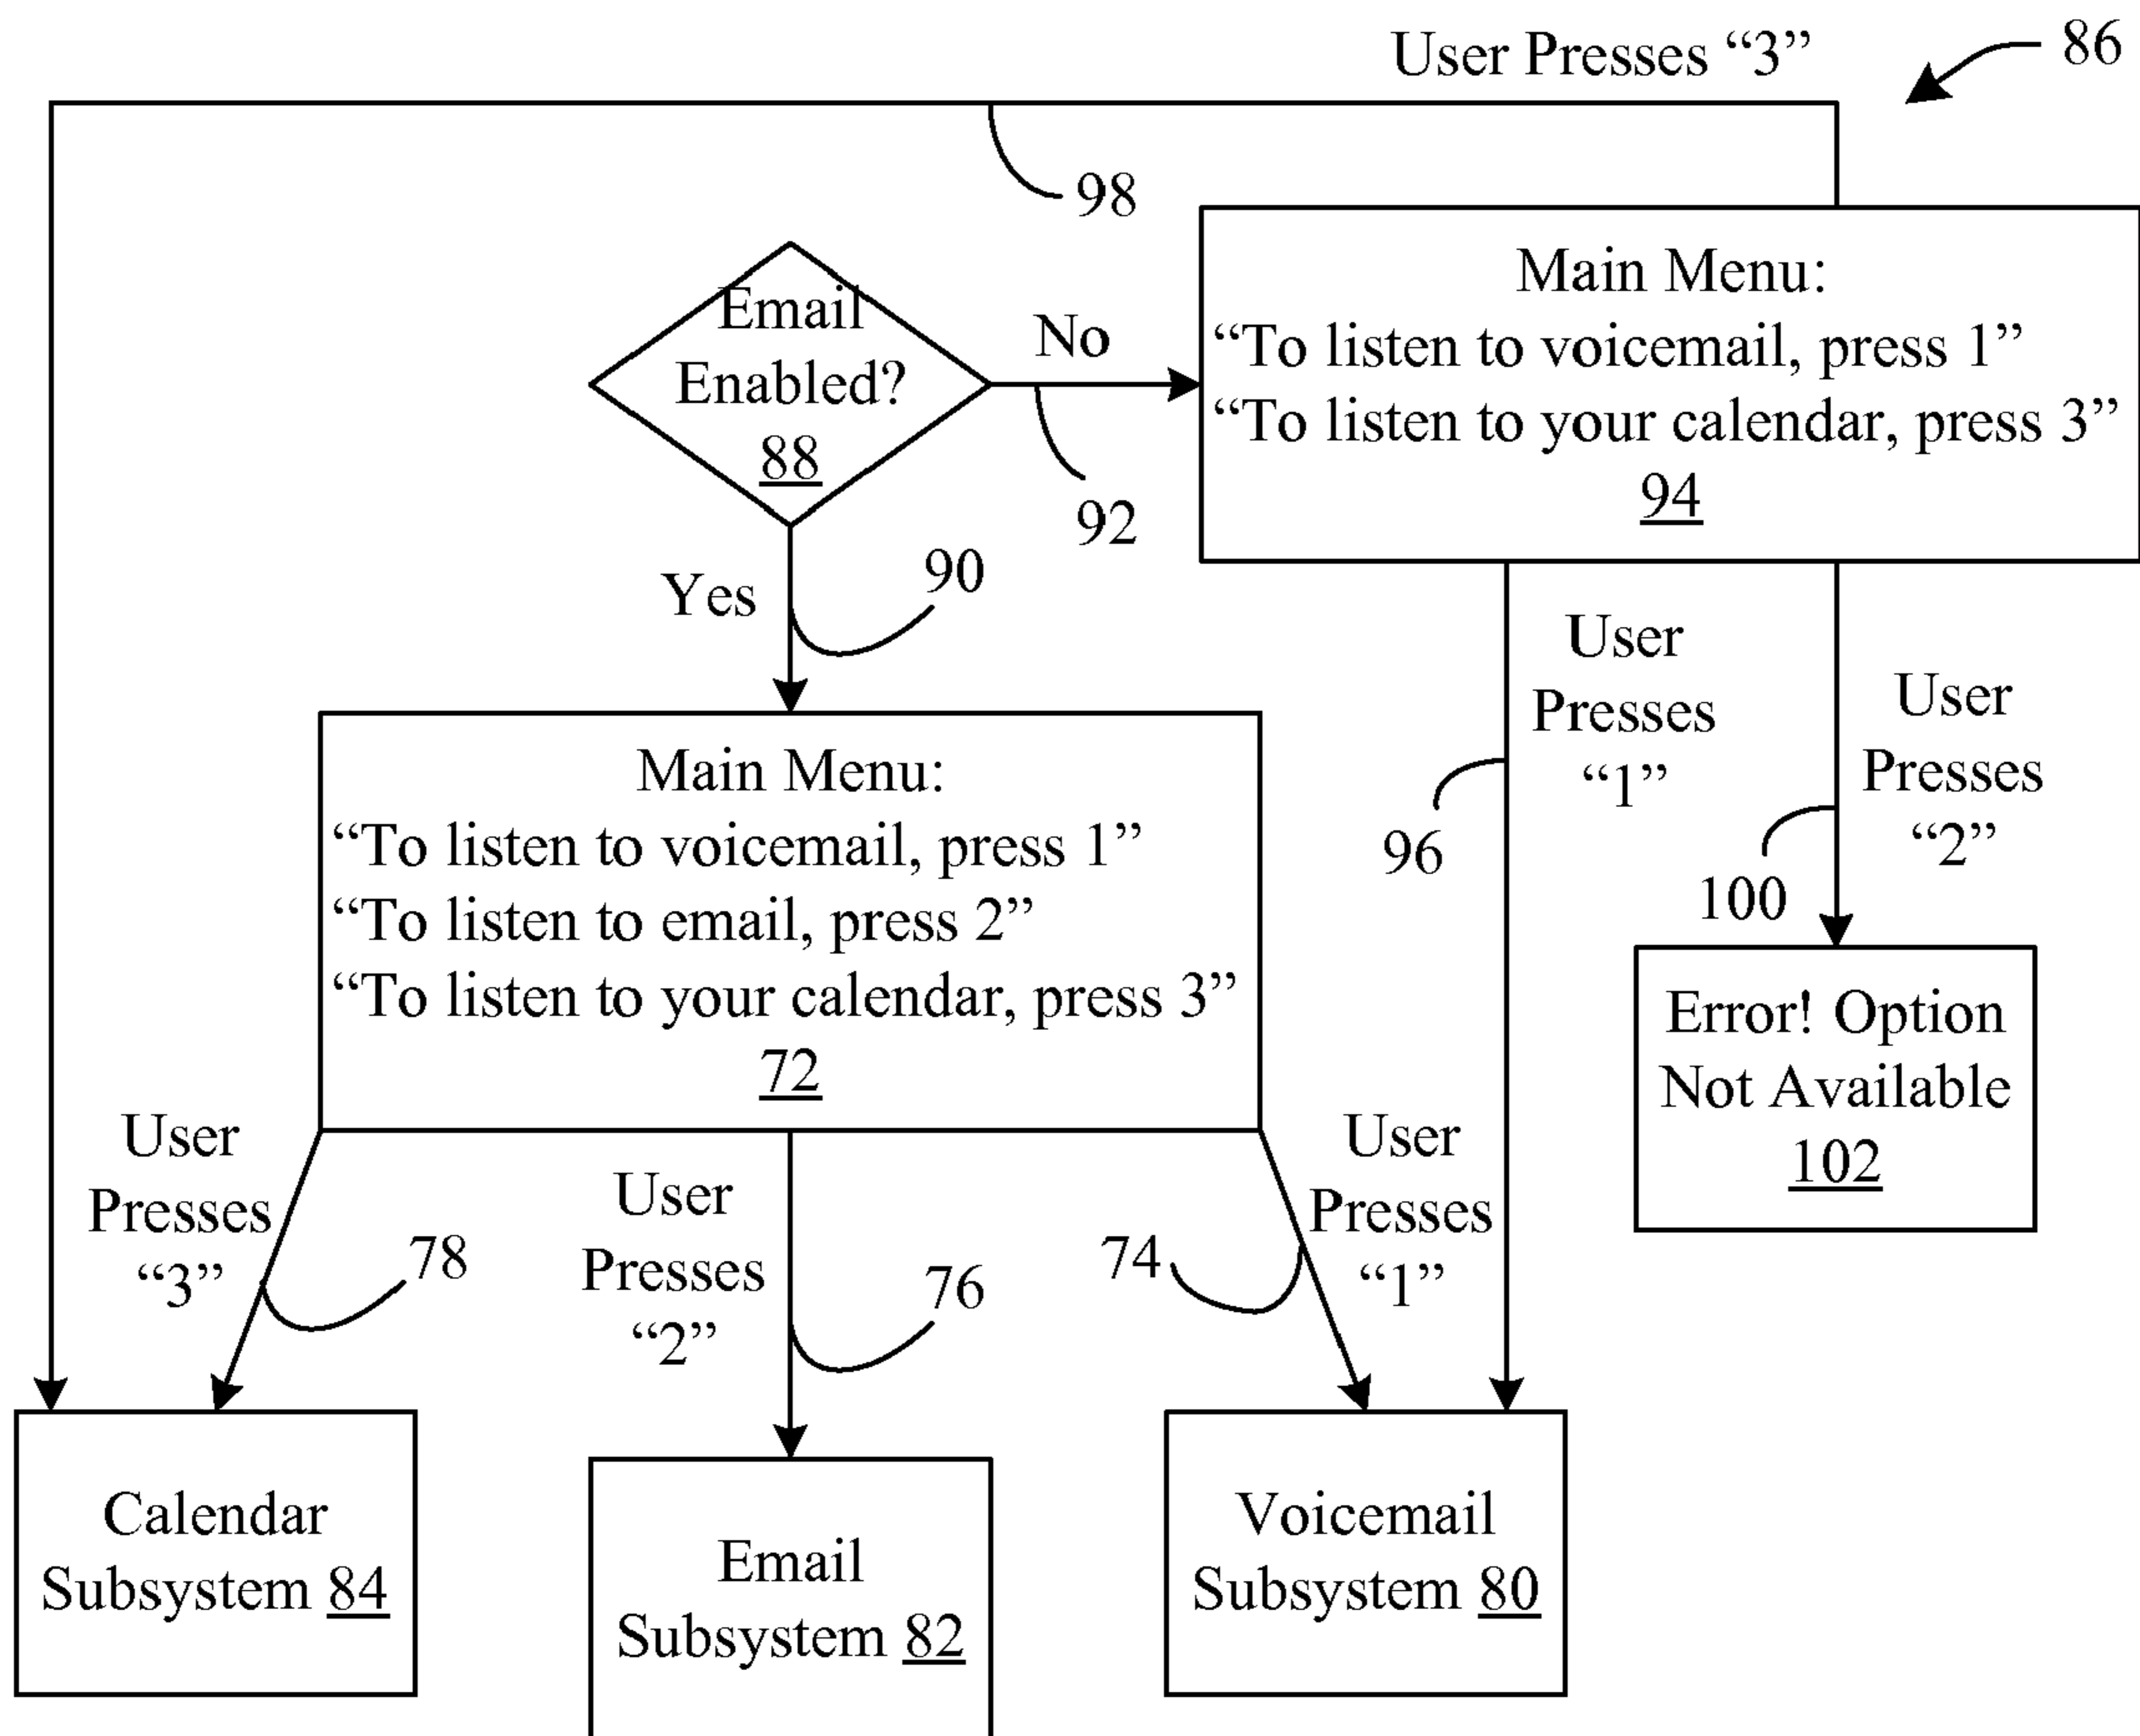 User Presses “3”
86
98
Email
Enabled?
88
No
92
Main Menu:
“To listen to voicemail, press 1”
“To listen to your calendar, press 3”
94
Yes
90
User
Presses
“1”
96
User
Presses
“2”
100
Main Menu:
“To listen to voicemail, press 1”
“To listen to email, press 2”
“To listen to your calendar, press 3”
72
Error! Option
Not Available
102
User
Presses
“3”
78
User
Presses
“2”
76
74
User
Presses
“1”
Calendar
Subsystem 84
Email
Subsystem 82
Voicemail
Subsystem 80